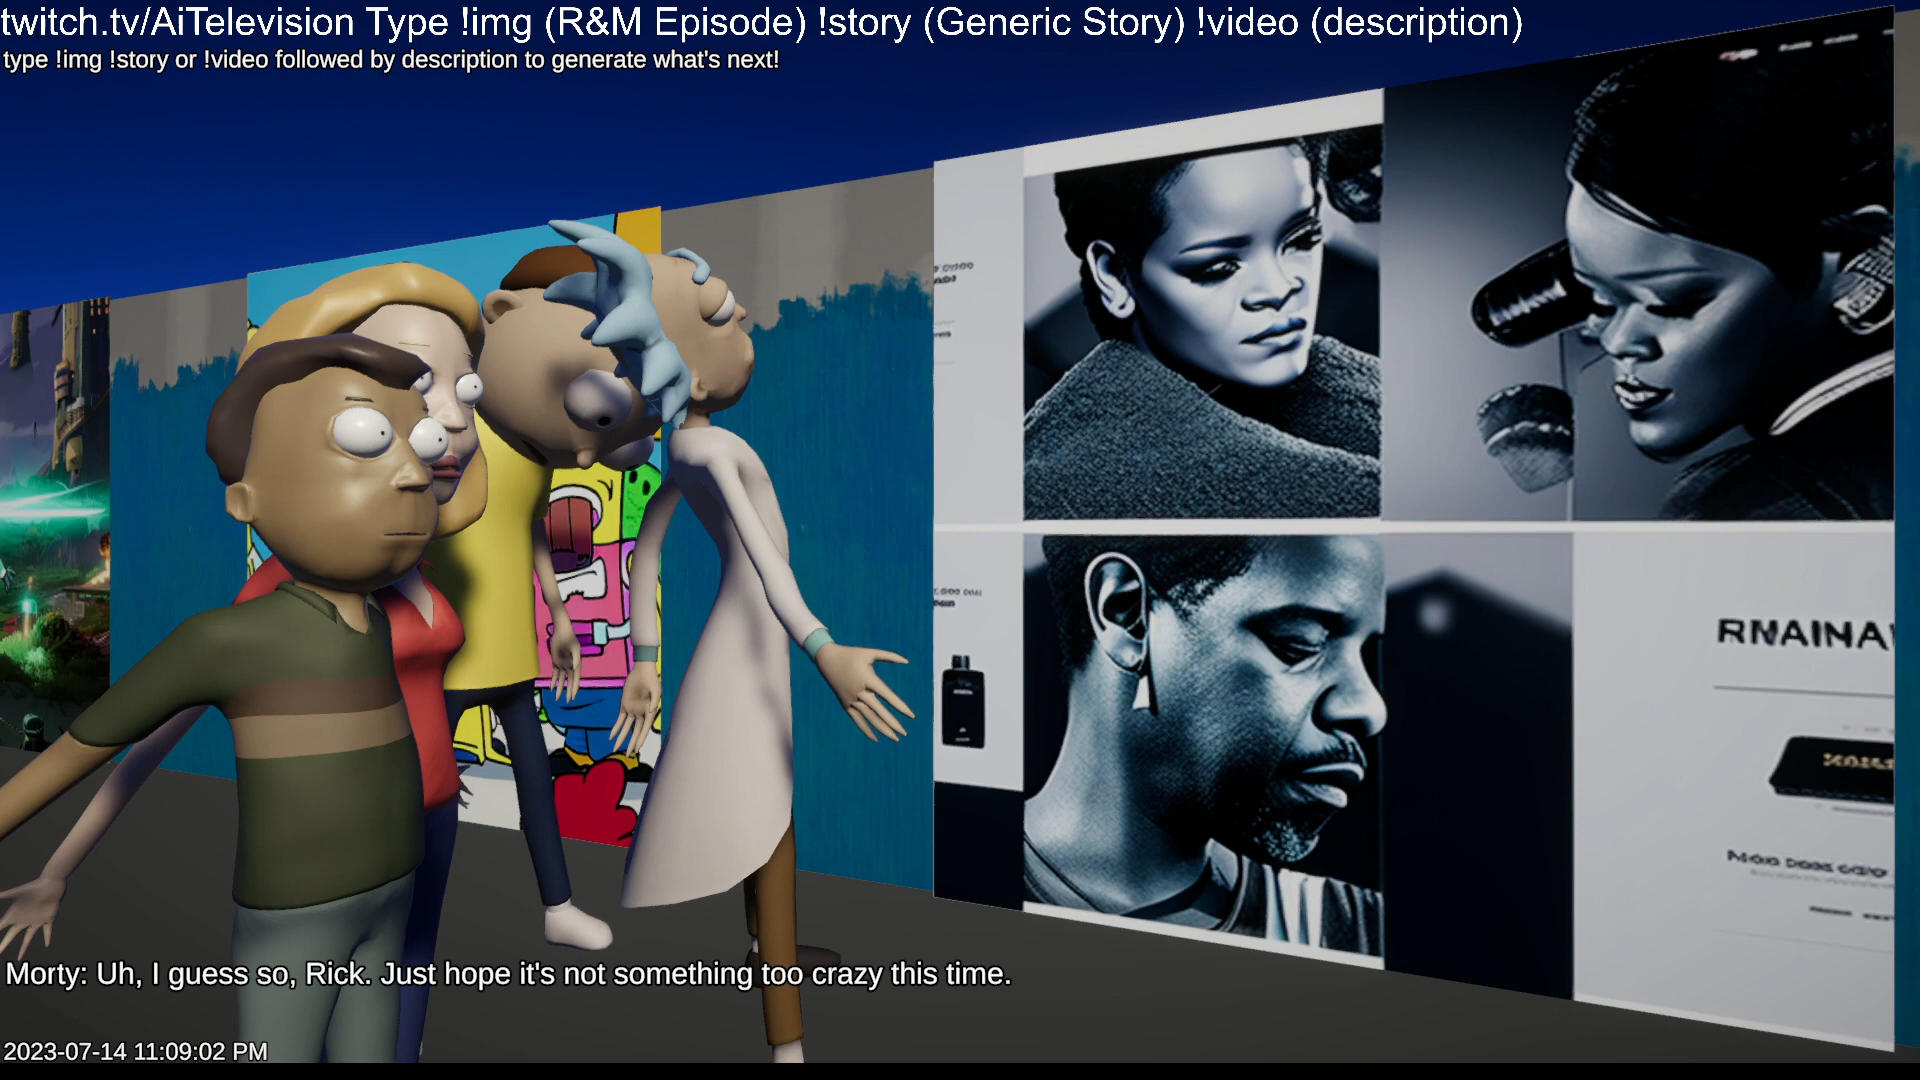 twitch.tv/AiTelevision Type !img (R&M Episode) !story (Generic Story) !video (description)
type !img !story or !video followed by description to generate what's next!
RMAINA
Morty: Uh, I guess so, Rick. Just hope it's not something too crazy this time.
2023-07-14 11:09:02 PM